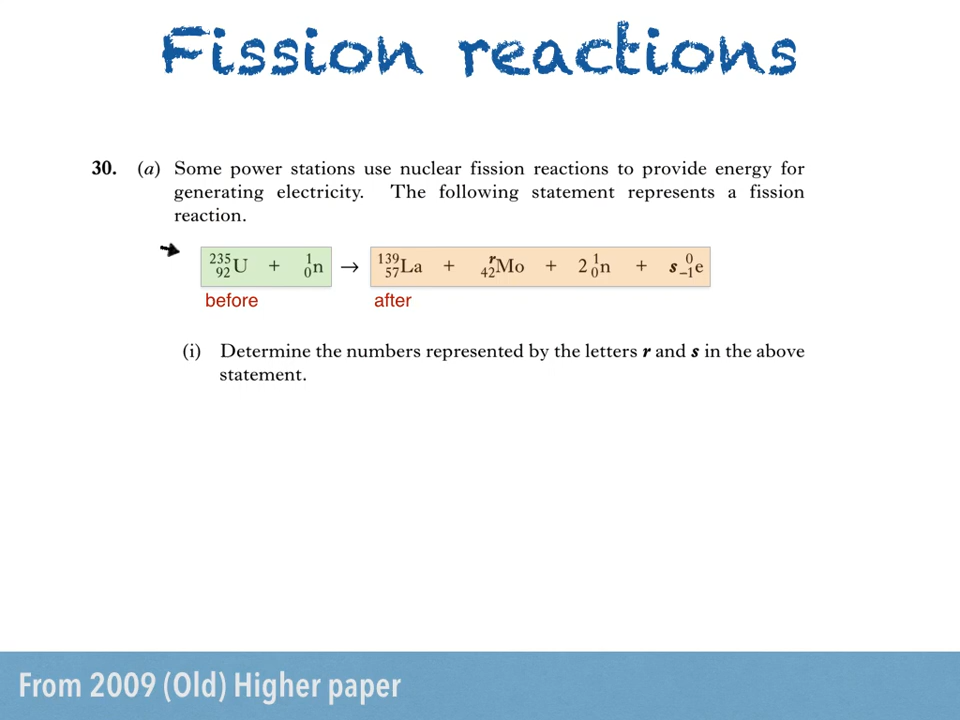 Fission reactions
30. (a) Some power stations use nuclear fission reactions to provide energy for
generating electricity. The following statement represents a fission
reaction.
²³⁵₉₂U + ¹₀n → ¹³⁹₅₇La + ʳ₄₂Mo + 2 ¹₀n + s ⁰₋₁e
before after
(i) Determine the numbers represented by the letters r and s in the above
statement.
From 2009 (Old) Higher paper